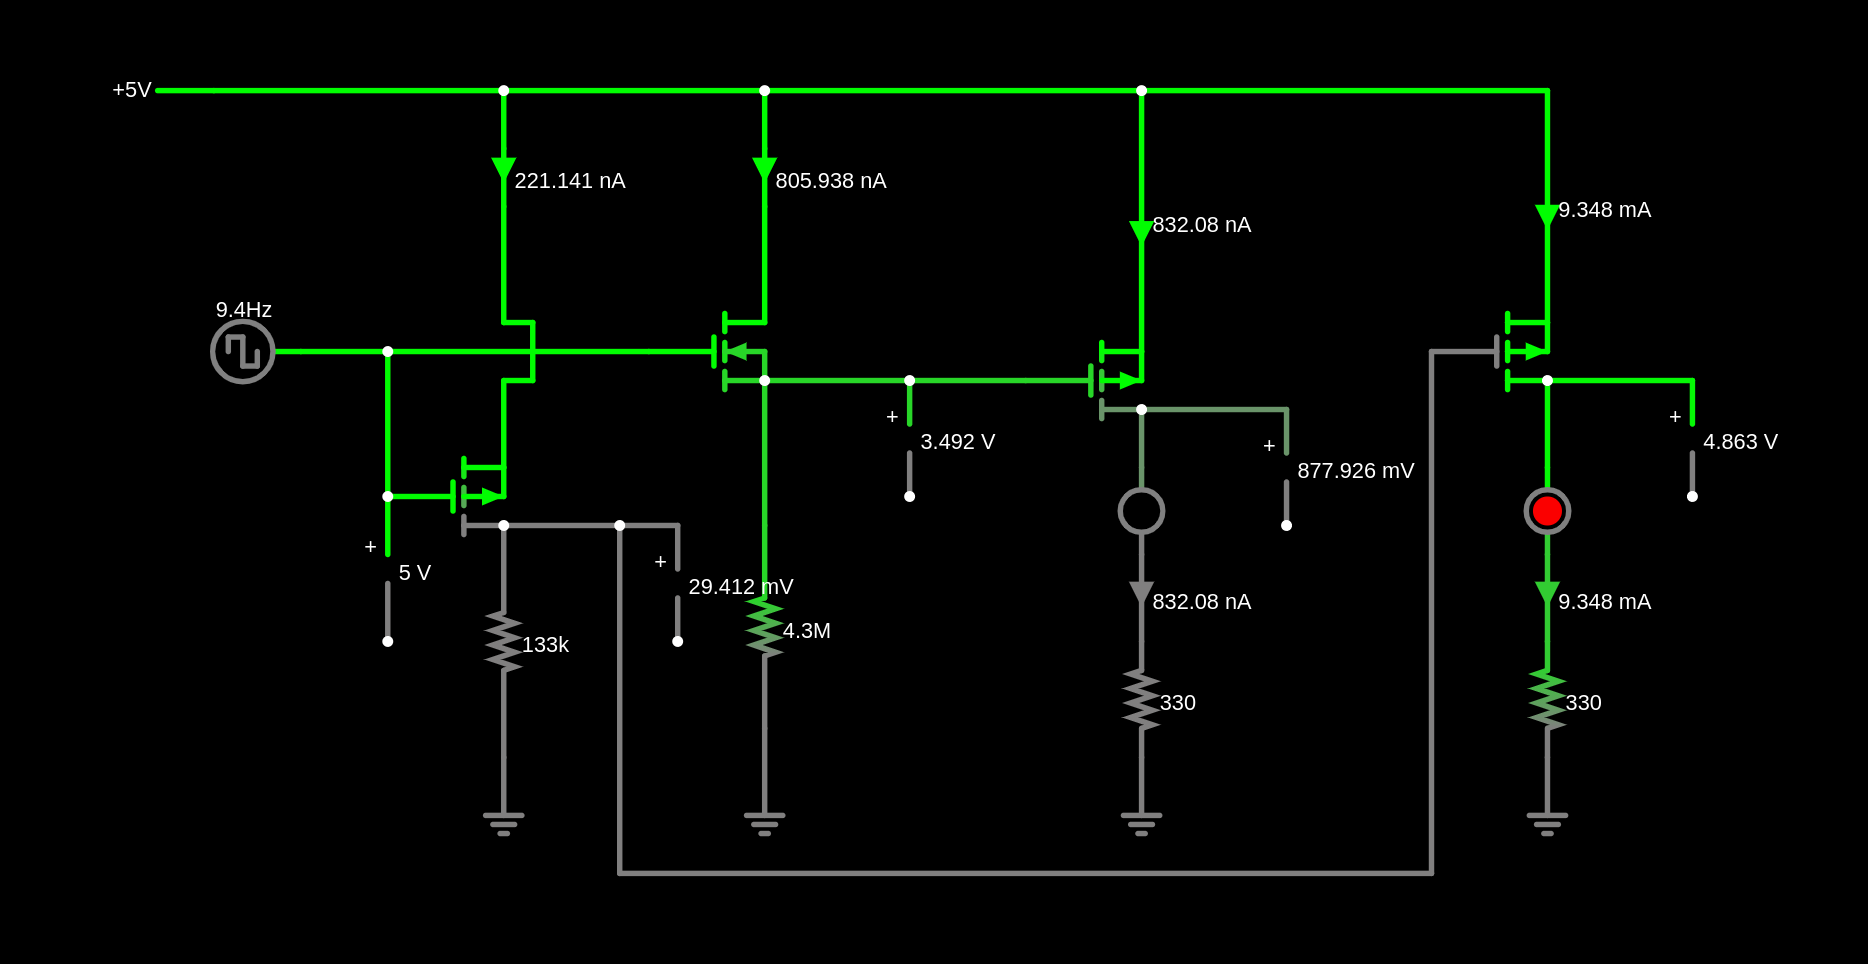 +5V
221.141 nA
805.938 nA
832.08 nA
9.348 mA
9.4Hz
+
3.492 V
+
877.926 mV
+
4.863 V
+
5 V
+
29.412 mV
133k
4.3M
832.08 nA
9.348 mA
330
330